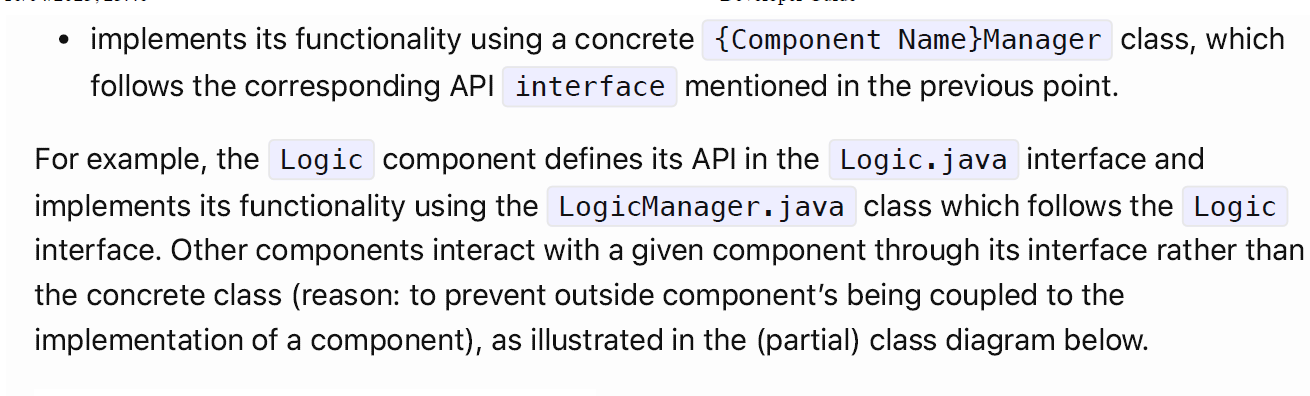 implements its functionality using a concrete {Component Name}Manager class, which
follows the corresponding API interface mentioned in the previous point.
For example, the Logic component defines its API in the Logic.java interface and
implements its functionality using the LogicManager.java class which follows the Logic
interface. Other components interact with a given component through its interface rather than
the concrete class (reason: to prevent outside component's being coupled to the
implementation of a component), as illustrated in the (partial) class diagram below.